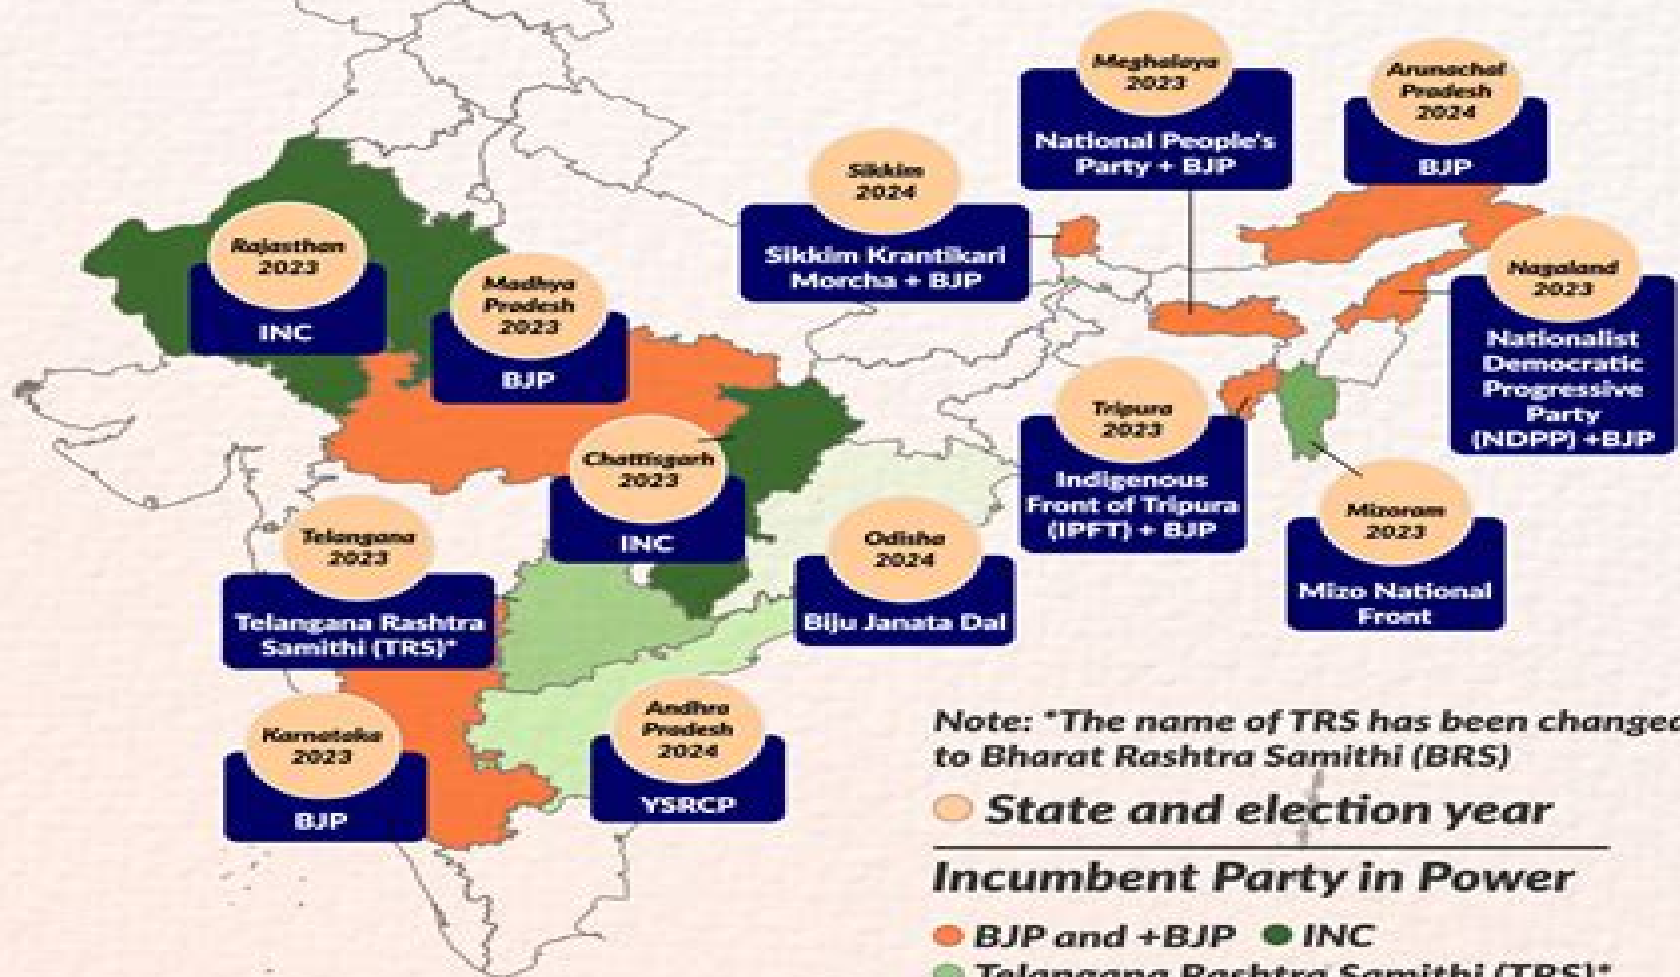 Meghalaya
2023
National People's
Party + BJP
Arunachal
Pradesh
2024
BJP
Sikkim
2024
Sikkim Krantikari
Morcha + BJP
Rajasthan
2023
INC
Madhya
Pradesh
2023
BJP
Nagaland
2023
Nationalist
Democratic
Progressive
Party
(NDPP) +BJP
Tripura
2023
Indigenous
Front of Tripura
(IPFT) + BJP
Chattisgarh
2023
INC
Mizoram
2023
Mizo National
Front
Telangana
2023
Telangana Rashtra
Samithi (TRS)*
Odisha
2024
Biju Janata Dal
Karnataka
2023
BJP
Andhra
Pradesh
2024
YSRCP
Note: *The name of TRS has been changed
to Bharat Rashtra Samithi (BRS)
State and election year
Incumbent Party in Power
BJP and +BJP INC
Telangana Rashtra Samithi (TRS)*